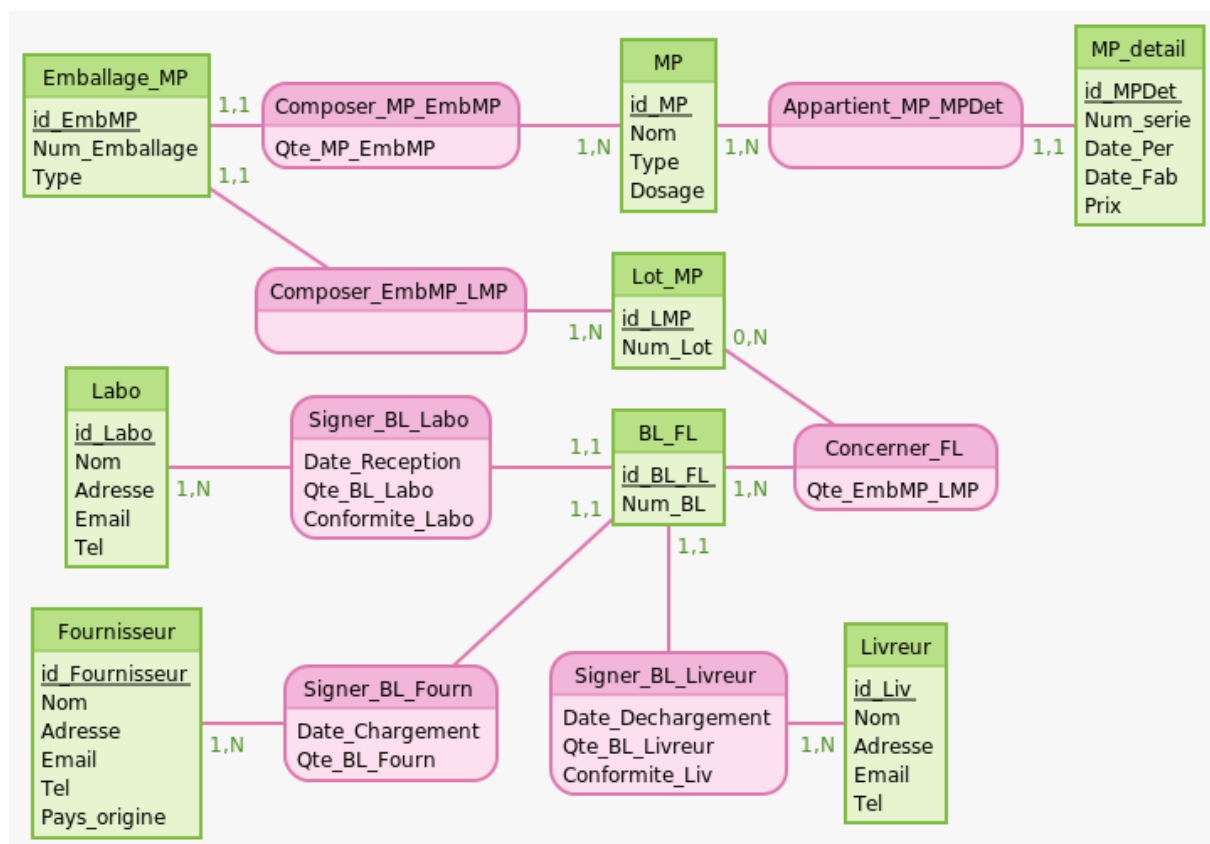 Emballage_MP
id_EmbMP
Num_Emballage
Type
1,1
1,1
Composer_MP_EmbMP
Qte_MP_EmbMP
1,N
MP
id_MP
Nom
Type
Dosage
1,N
Appartient_MP_MPDet
1,1
MP_detail
id_MPDet
Num_serie
Date_Per
Date_Fab
Prix
Composer_EmbMP_LMP
1,N
Lot_MP
id_LMP
Num_Lot
0,N
Labo
id_Labo
Nom
Adresse
Email
Tel
1,N
Signer_BL_Labo
Date_Reception
Qte_BL_Labo
Conformite_Labo
1,1
1,1
BL_FL
id_BL_FL
Num_BL
1,N
1,1
Concerner_FL
Qte_EmbMP_LMP
Fournisseur
id_Fournisseur
Nom
Adresse
Email
Tel
Pays_origine
1,N
Signer_BL_Fourn
Date_Chargement
Qte_BL_Fourn
Signer_BL_Livreur
Date_Dechargement
Qte_BL_Livreur
Conformite_Liv
1,N
Livreur
id_Liv
Nom
Adresse
Email
Tel